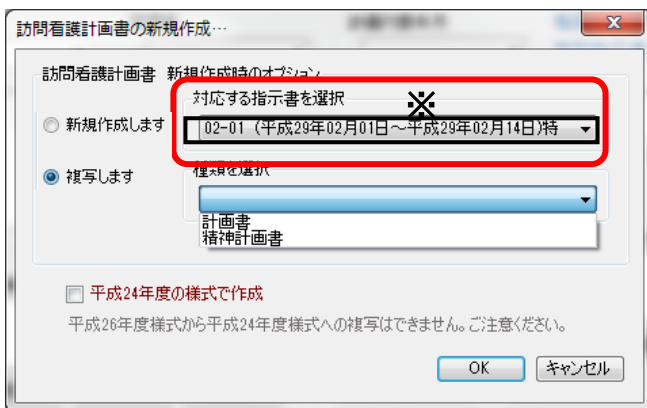 訪問看護計画書の新規作成…
訪問看護計画書 新規作成時のオプション
対応する指示書を選択
※
新規作成します
02-01 (平成29年02月01日～平成29年02月14日)特
複写します
種類を選択
計画書
精神計画書
平成24年度の様式で作成
平成26年度様式から平成24年度様式への複写はできません。ご注意ください。
OK
キャンセル